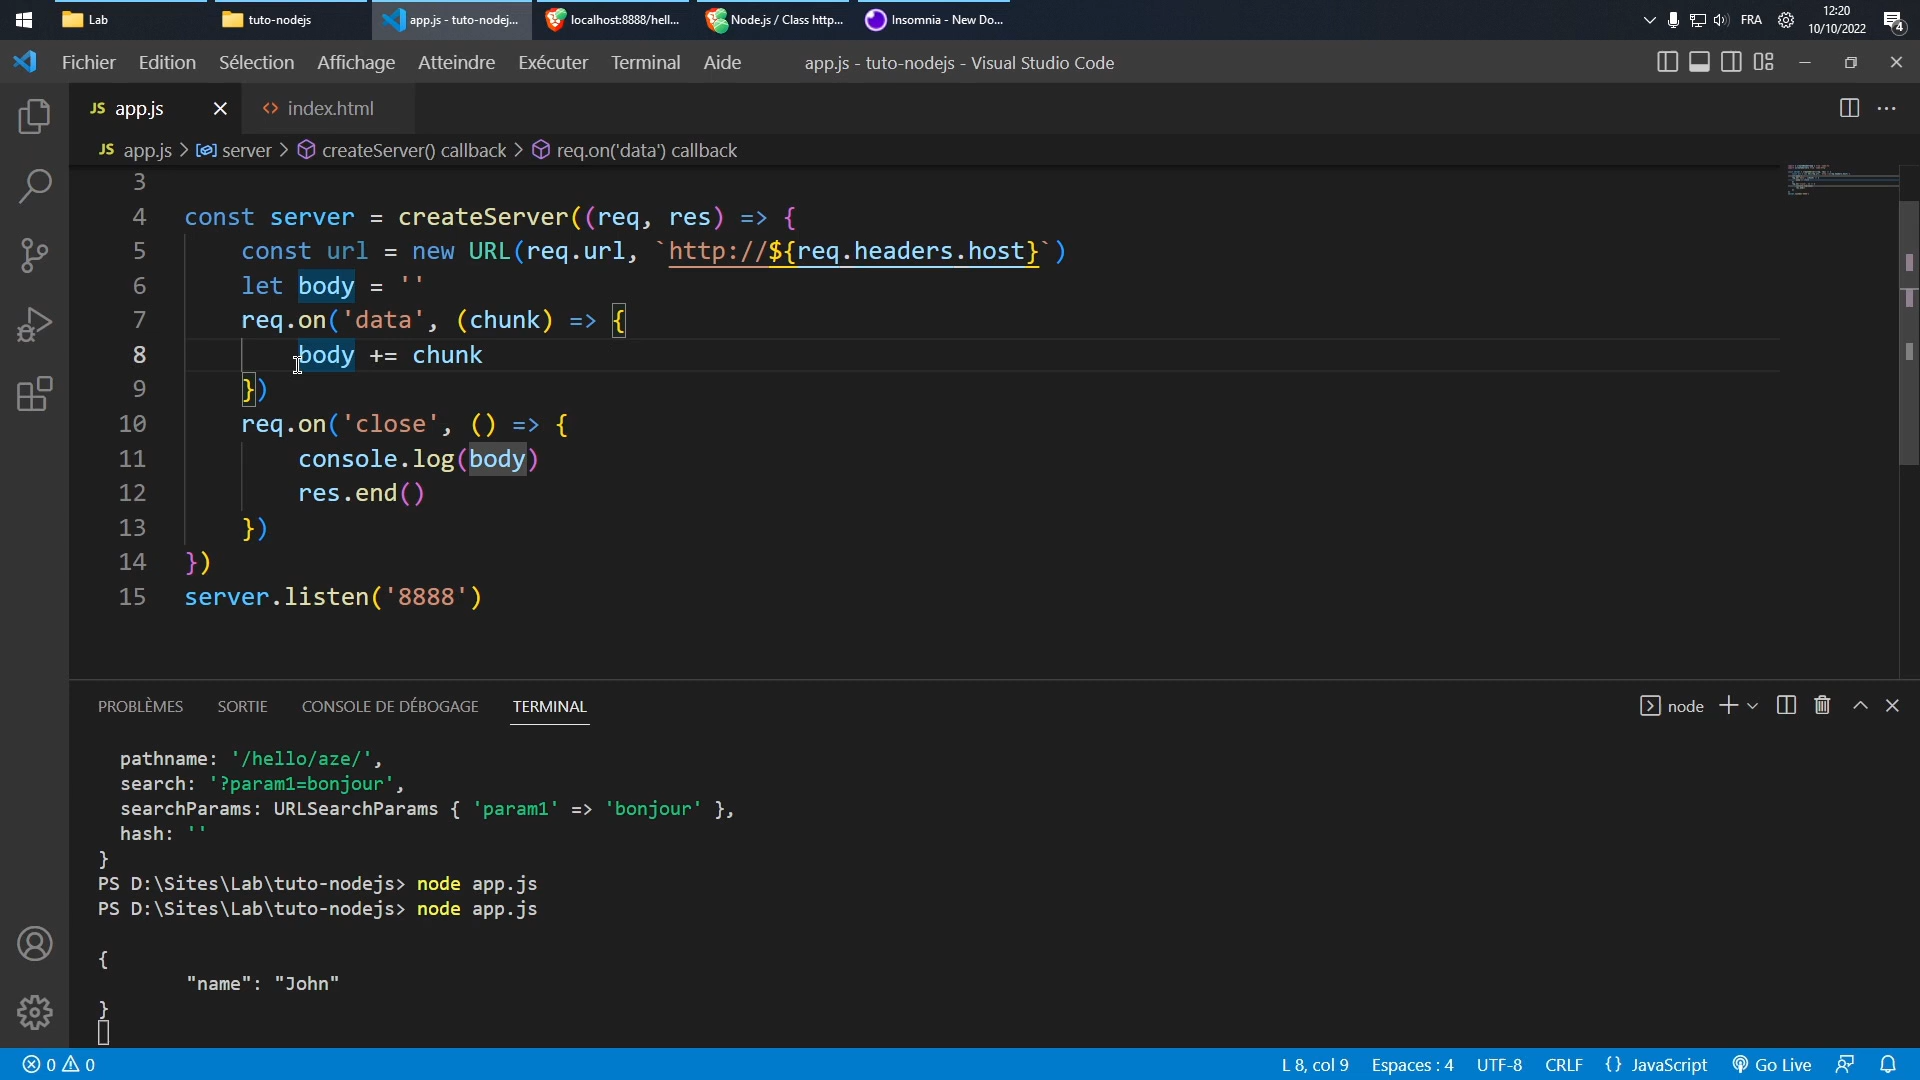 Lab
tuto-nodejs
app.js - tuto-nodej...
localhost:8888/hell...
Node.js / Class http...
Insomnia - New Do...
FRA
12:20
10/10/2022
4
Fichier Edition Sélection Affichage Atteindre Exécuter Terminal Aide
app.js - tuto-nodejs - Visual Studio Code
JS app.js
<> index.html
JS app.js > server > createServer() callback > req.on('data') callback
3
4 const server = createServer((req, res) => {
5 const url = new URL(req.url, `http://${req.headers.host}`)
6 let body = ''
7 req.on('data', (chunk) => {
8 body += chunk
9 })
10 req.on('close', () => {
11 console.log(body)
12 res.end()
13 })
14 })
15 server.listen('8888')
PROBLÈMES SORTIE CONSOLE DE DÉBOGAGE TERMINAL
node
pathname: '/hello/aze/',
search: '?param1=bonjour',
searchParams: URLSearchParams { 'param1' => 'bonjour' },
hash: ''
}
PS D:\Sites\Lab\tuto-nodejs> node app.js
PS D:\Sites\Lab\tuto-nodejs> node app.js
{
"name": "John"
}
0 0
L 8, col 9 Espaces : 4 UTF-8 CRLF {} JavaScript Go Live